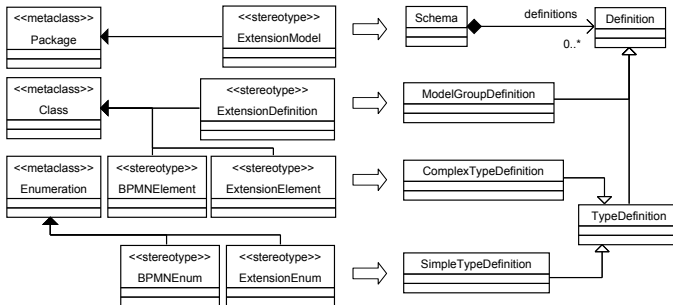 <<metaclass>>
Package
<<stereotype>>
ExtensionModel
Schema
definitions
0..*
Definition
<<metaclass>>
Class
<<stereotype>>
ExtensionDefinition
ModelGroupDefinition
<<metaclass>>
Enumeration
<<stereotype>>
BPMNElement
<<stereotype>>
ExtensionElement
ComplexTypeDefinition
TypeDefinition
<<stereotype>>
BPMNEnum
<<stereotype>>
ExtensionEnum
SimpleTypeDefinition